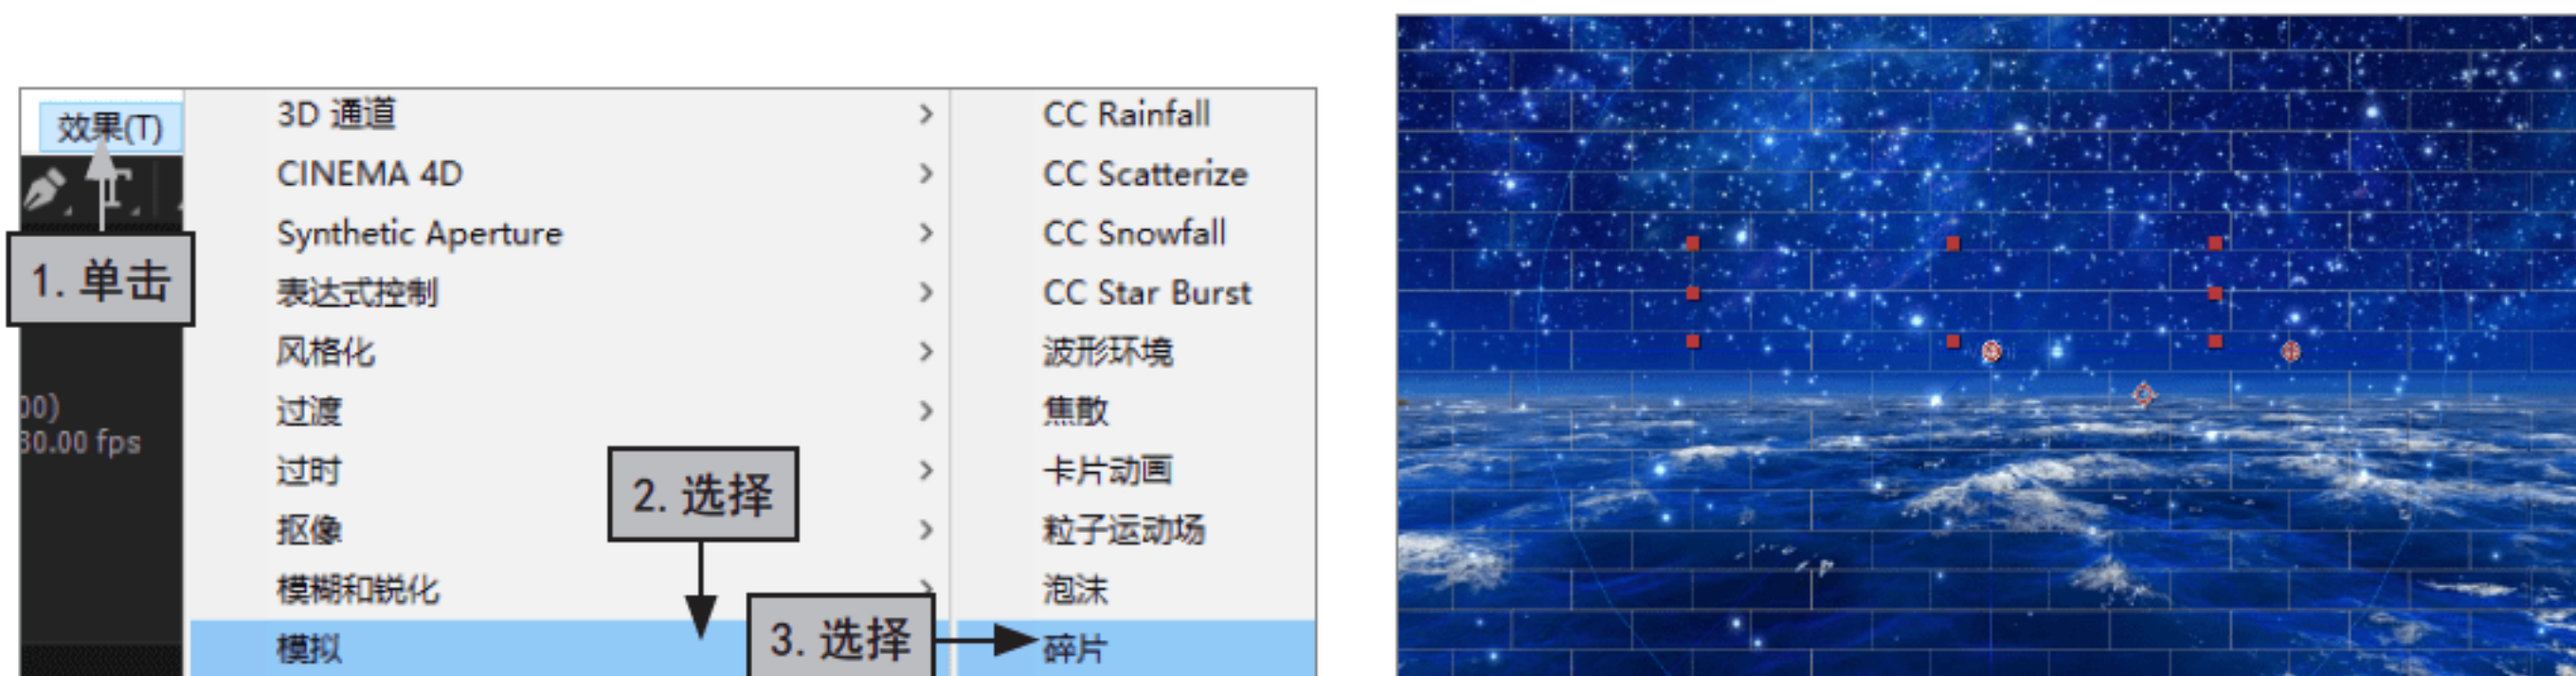 效果(T)
T
1. 单击
00)
30.00 fps
3D 通道
CINEMA 4D
Synthetic Aperture
表达式控制
风格化
过渡
过时
抠像
模糊和锐化
模拟
2. 选择
3. 选择
CC Rainfall
CC Scatterize
CC Snowfall
CC Star Burst
波形环境
焦散
卡片动画
粒子运动场
泡沫
碎片